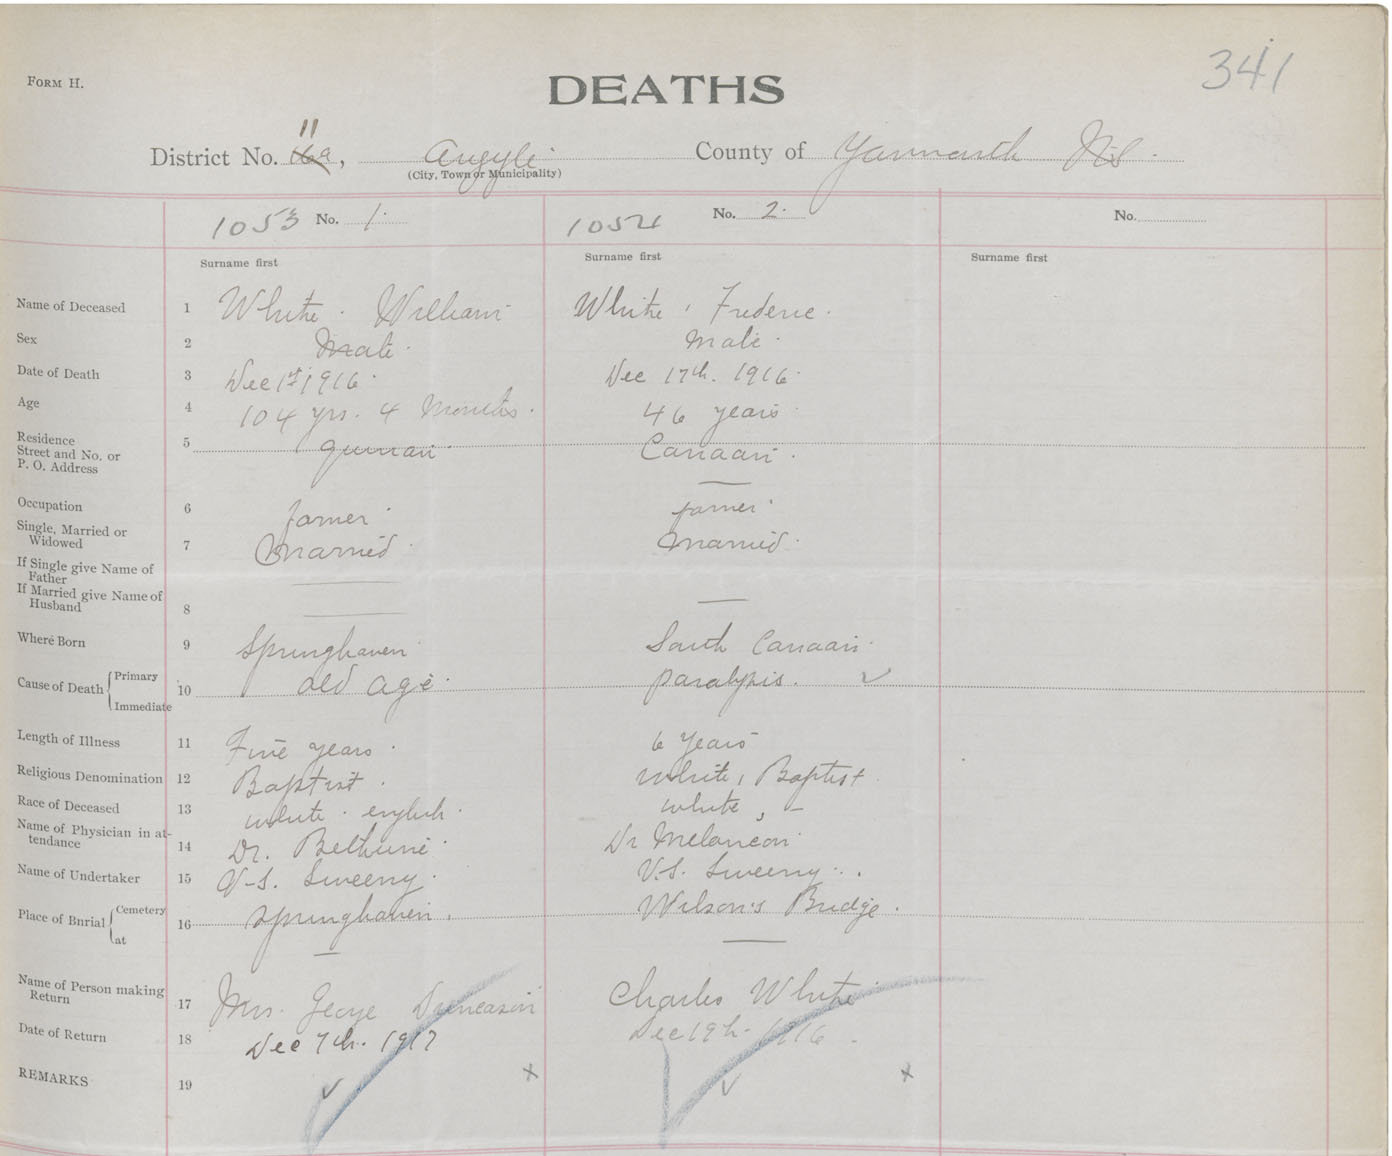 341
FORM H.
DEATHS
11
District No. 16a, Argyle County of Yarmouth NS.
(City, Town or Municipality)
1053 No. 1. 1054 No. 2. No.
Surname first Surname first Surname first
Name of Deceased 1 White. William White, Frederic.
Sex 2 Male. Male.
Date of Death 3 Dec 1st 1916. Dec 17th. 1916.
Age 4 104 yrs. 4 Months. 46 years
Residence
Street and No. or
P. O. Address 5 Quinan Canaan.
Occupation 6 farmer farmer
Single, Married or
Widowed 7 Married. Married.
If Single give Name of
Father
If Married give Name of
Husband 8
Where Born 9 Springhaven South Canaan.
Cause of Death Primary
Immediate 10 old age. paralysis. ✓
Length of Illness 11 Five years. 6 Years
Religious Denomination 12 Baptist. White, Baptist
Race of Deceased 13 white. english. white, –
Name of Physician in at-
tendance 14 Dr. Bethune. Dr Melancon
Name of Undertaker 15 V-S. Sweeny. V.S. Sweeny..
Place of Burial Cemetery
at 16 Springhaven. Wilson's Bridge.
Name of Person making
Return 17 Mrs. George Charles White
Date of Return 18 Dec 7th. 1917 Dec 19th. 1916.
REMARKS 19 ✓ x ✓ x